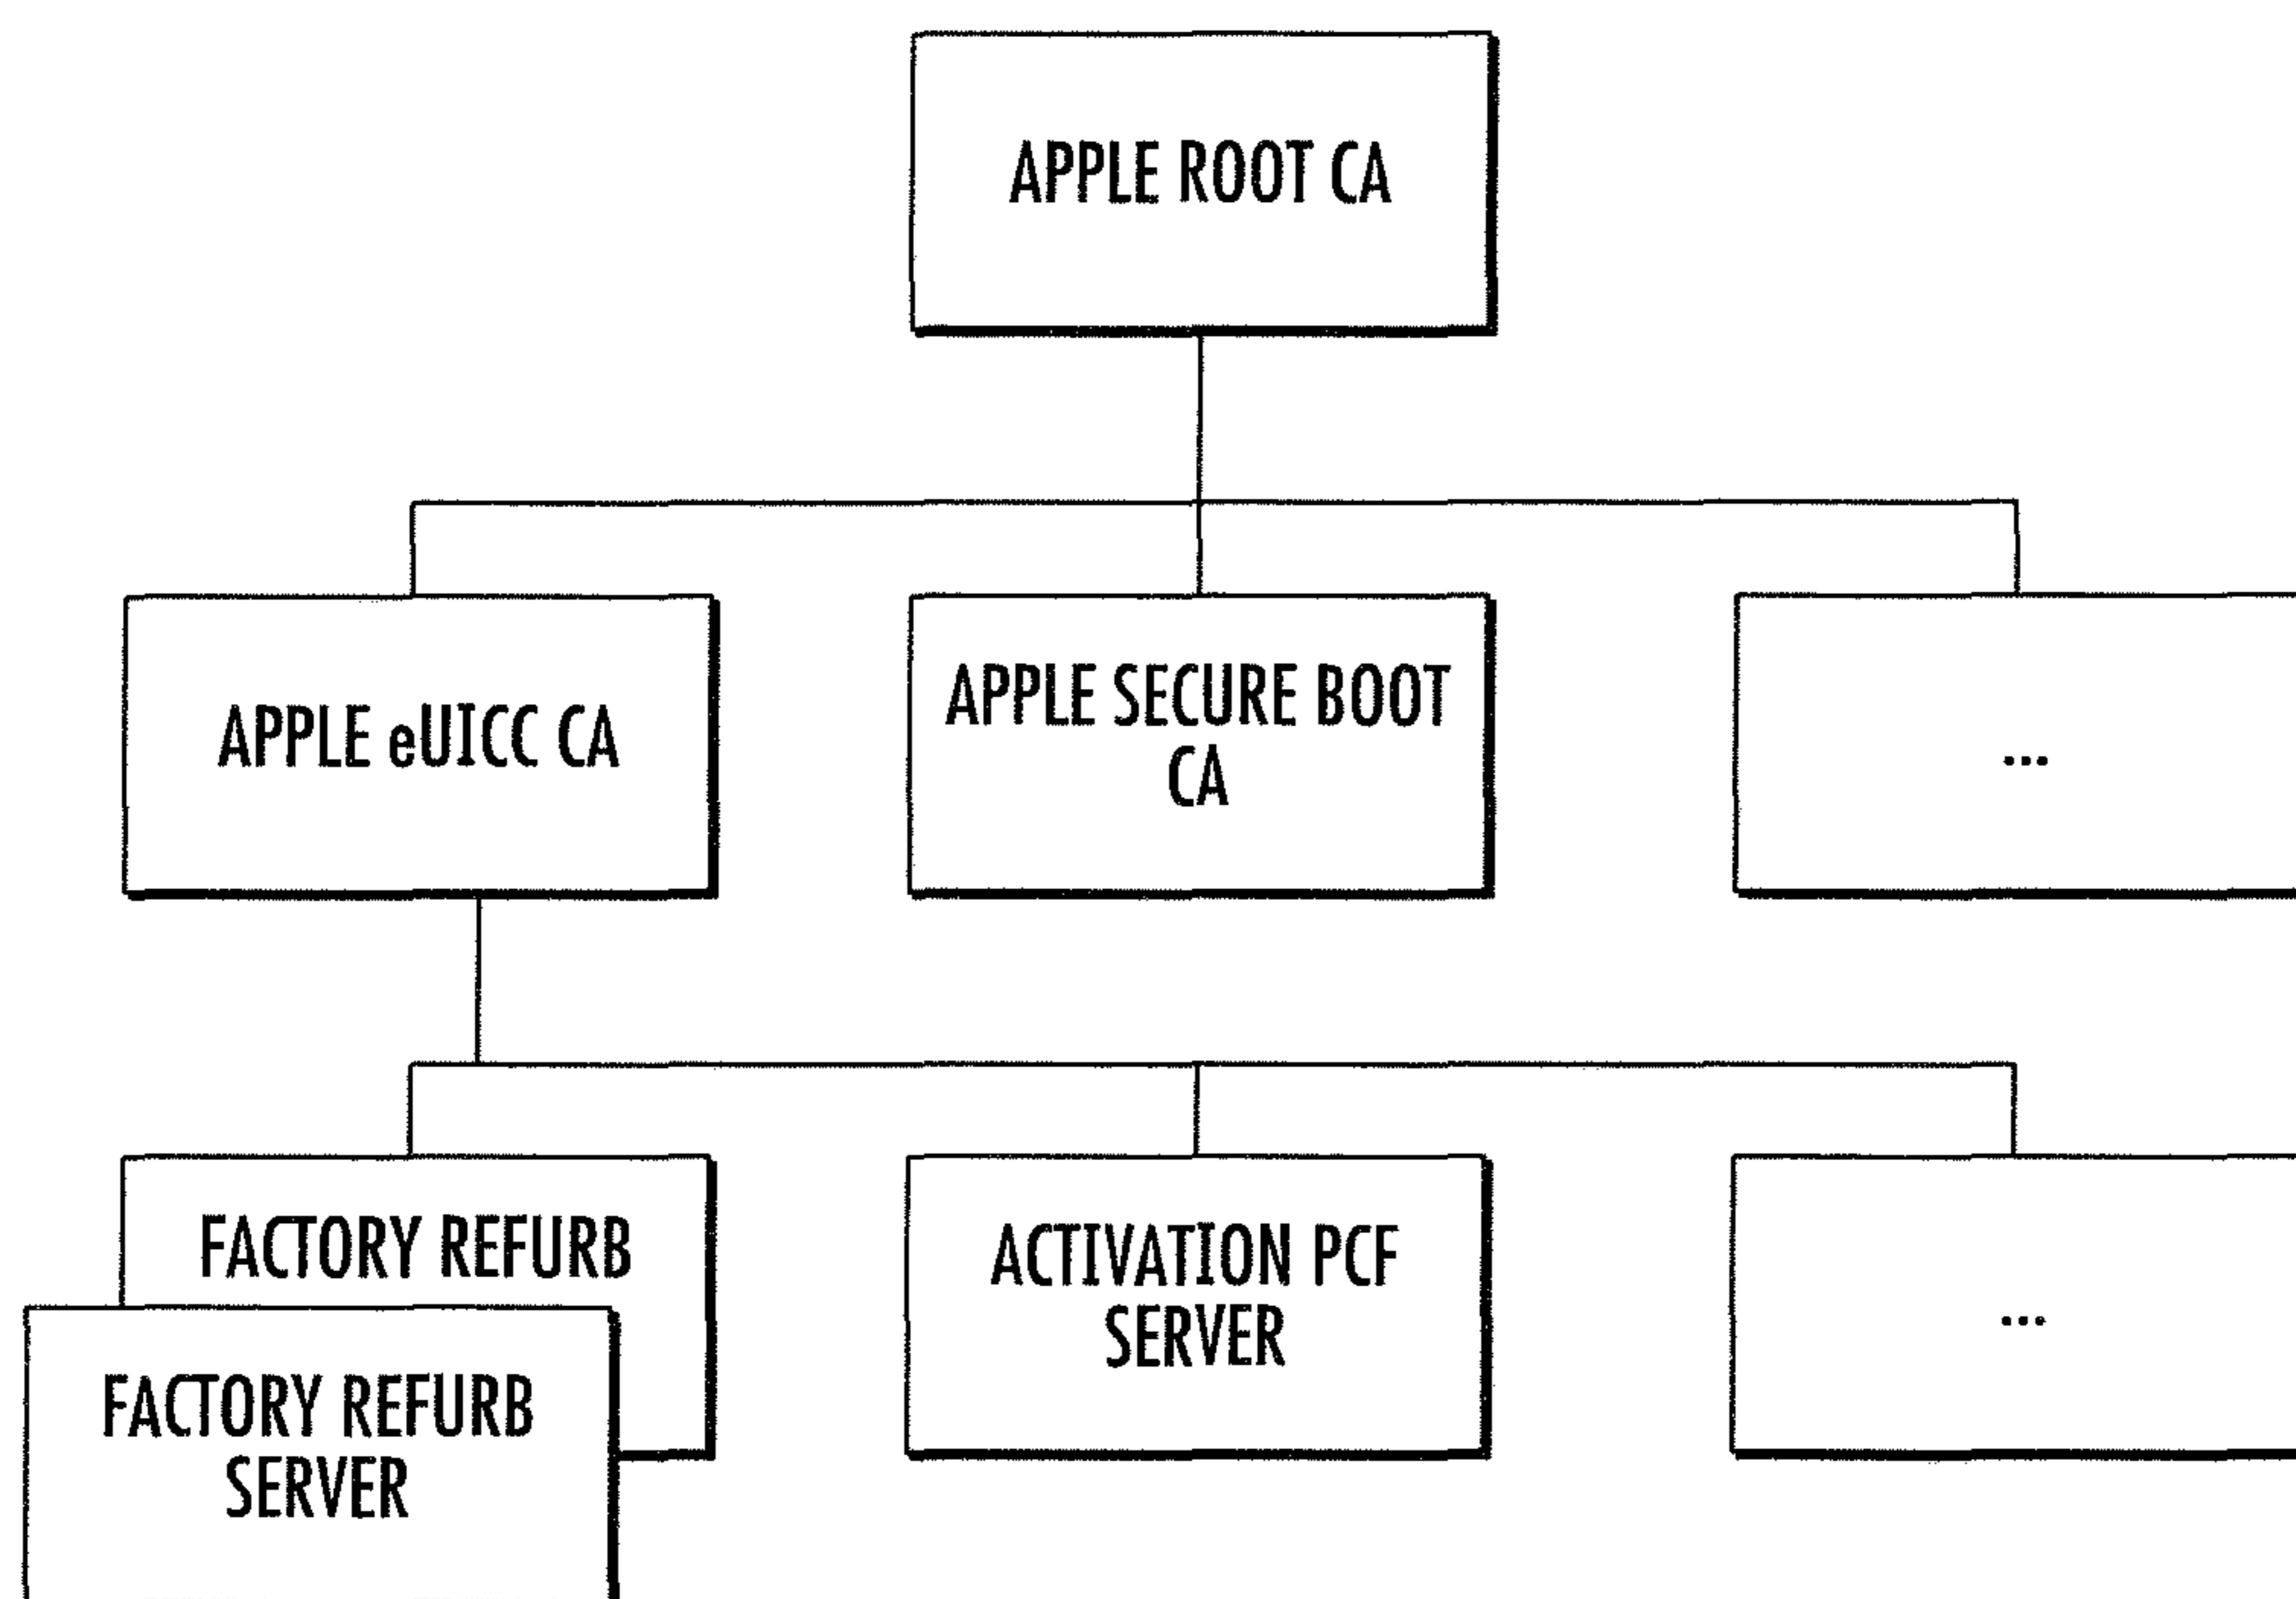 APPLE ROOT CA
APPLE eUICC CA
APPLE SECURE BOOT
CA
...
FACTORY REFURB
ACTIVATION PCF
SERVER
...
FACTORY REFURB
SERVER